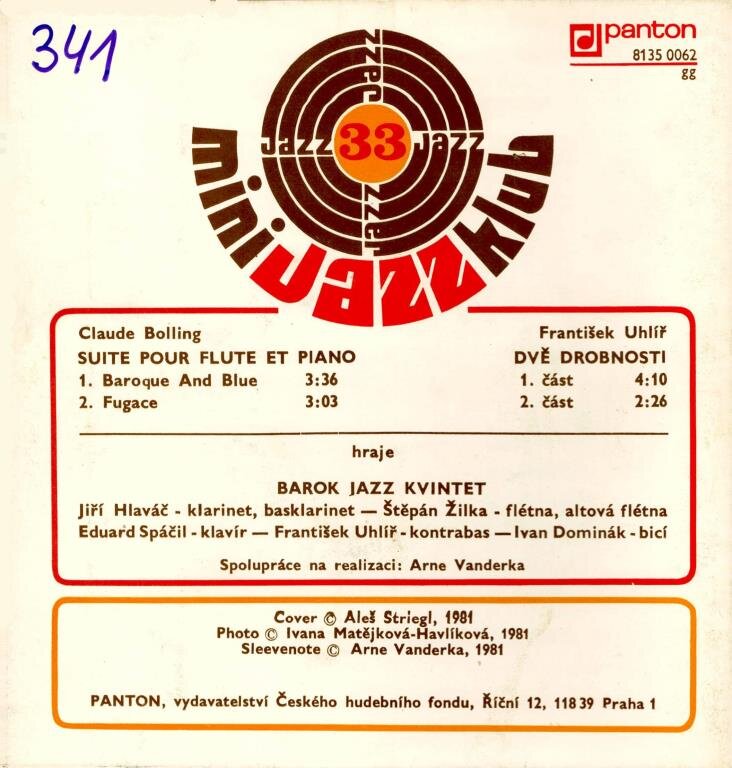 341
panton
8135 0062
gg
jazz
jazz 33 jazz
jazz
mini jazz klub
Claude Bolling
SUITE POUR FLUTE ET PIANO
1. Baroque And Blue 3:36
2. Fugace 3:03
František Uhlíř
DVĚ DROBNOSTI
1. část 4:10
2. část 2:26
hraje
BAROK JAZZ KVINTET
Jiří Hlaváč - klarinet, basklarinet — Štěpán Žilka - flétna, altová flétna
Eduard Spáčil - klavír — František Uhlíř - kontrabas — Ivan Dominák - bicí
Spolupráce na realizaci: Arne Vanderka
Cover © Aleš Striegl, 1981
Photo © Ivana Matějková-Havlíková, 1981
Sleevenote © Arne Vanderka, 1981
PANTON, vydavatelství Českého hudebního fondu, Říční 12, 118 39 Praha 1